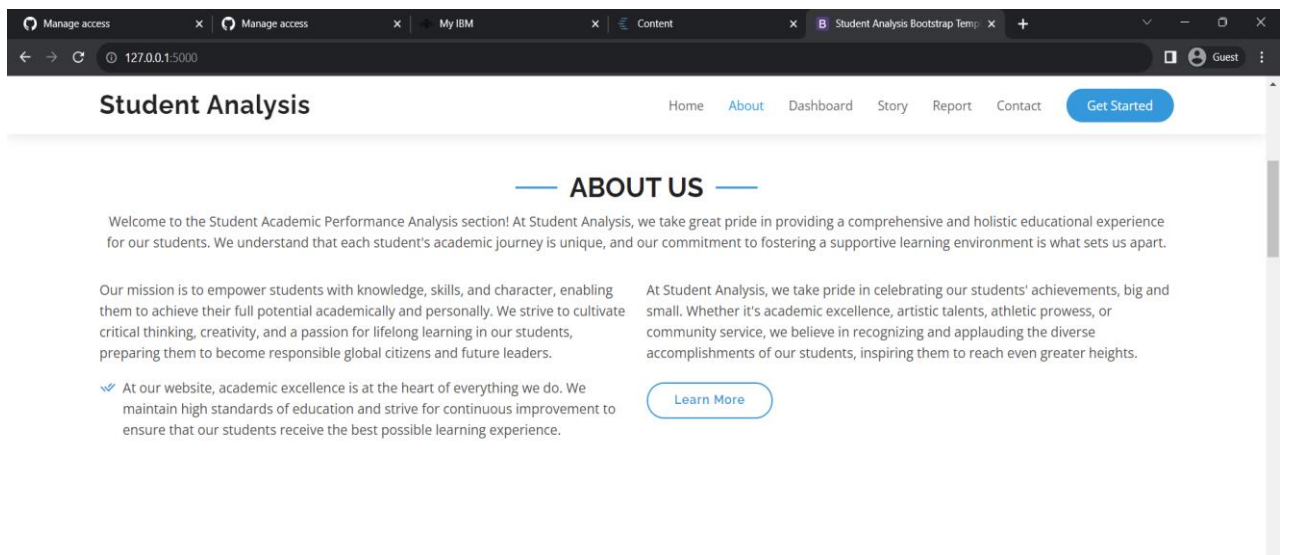 Manage access
Manage access
My IBM
Content
Student Analysis Bootstrap Temp
127.0.0.1:5000
Guest
Student Analysis
Home About Dashboard Story Report Contact Get Started
ABOUT US
Welcome to the Student Academic Performance Analysis section! At Student Analysis, we take great pride in providing a comprehensive and holistic educational experience
for our students. We understand that each student's academic journey is unique, and our commitment to fostering a supportive learning environment is what sets us apart.
Our mission is to empower students with knowledge, skills, and character, enabling
them to achieve their full potential academically and personally. We strive to cultivate
critical thinking, creativity, and a passion for lifelong learning in our students,
preparing them to become responsible global citizens and future leaders.
At our website, academic excellence is at the heart of everything we do. We
maintain high standards of education and strive for continuous improvement to
ensure that our students receive the best possible learning experience.
At Student Analysis, we take pride in celebrating our students' achievements, big and
small. Whether it's academic excellence, artistic talents, athletic prowess, or
community service, we believe in recognizing and applauding the diverse
accomplishments of our students, inspiring them to reach even greater heights.
Learn More